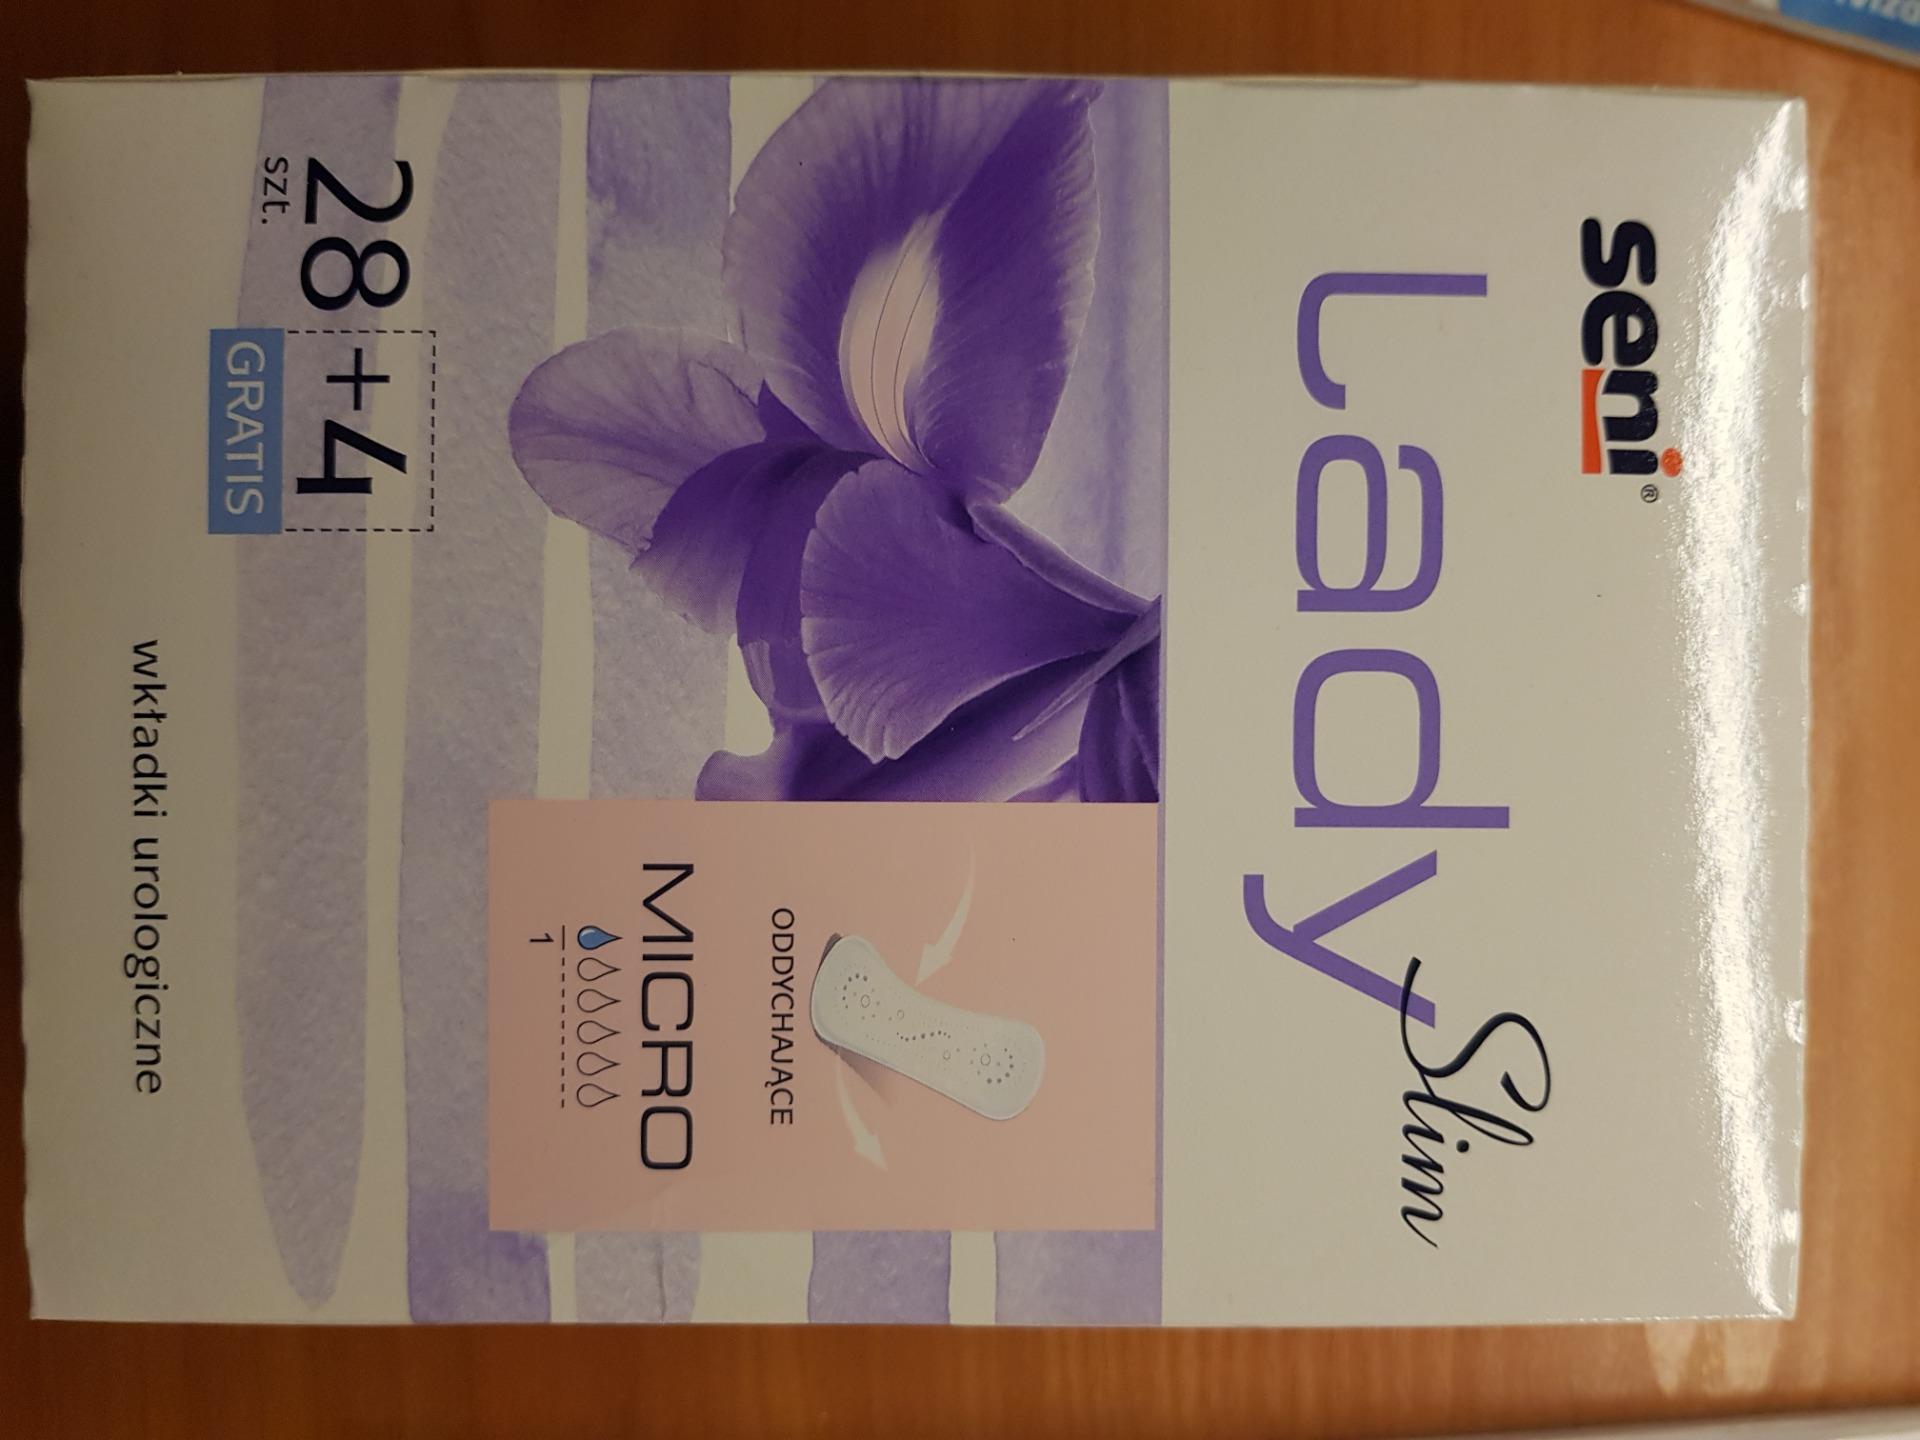 seni®
Lady Slim
ODDYCHAJĄCE
MICRO
1
28 + 4
szt.
GRATIS
wkładki urologiczne